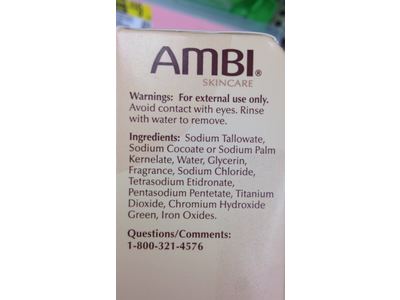 AMBI®
SKINCARE
Warnings: For external use only.
Avoid contact with eyes. Rinse
with water to remove.
Ingredients: Sodium Tallowate,
Sodium Cocoate or Sodium Palm
Kernelate, Water, Glycerin,
Fragrance, Sodium Chloride,
Tetrasodium Etidronate,
Pentasodium Pentetate, Titanium
Dioxide, Chromium Hydroxide
Green, Iron Oxides.
Questions/Comments:
1-800-321-4576